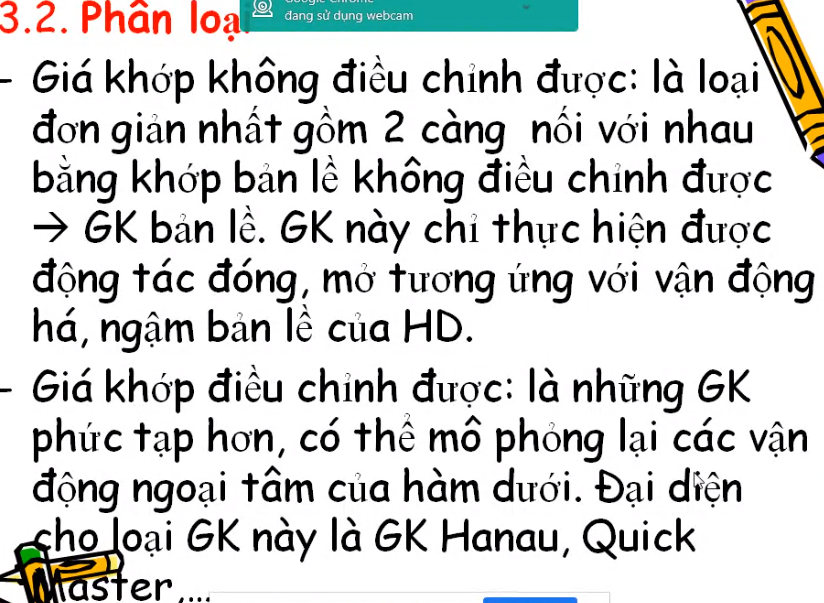 3.2. Phân loại
đang sử dụng webcam
- Giá khớp không điều chỉnh được: là loại
đơn giản nhất gồm 2 càng nối với nhau
bằng khớp bản lề không điều chỉnh được
→ GK bản lề. GK này chỉ thực hiện được
động tác đóng, mở tương ứng với vận động
há, ngậm bản lề của HD.
- Giá khớp điều chỉnh được: là những GK
phức tạp hơn, có thể mô phỏng lại các vận
động ngoại tâm của hàm dưới. Đại diện
cho loại GK này là GK Hanau, Quick
Master,...